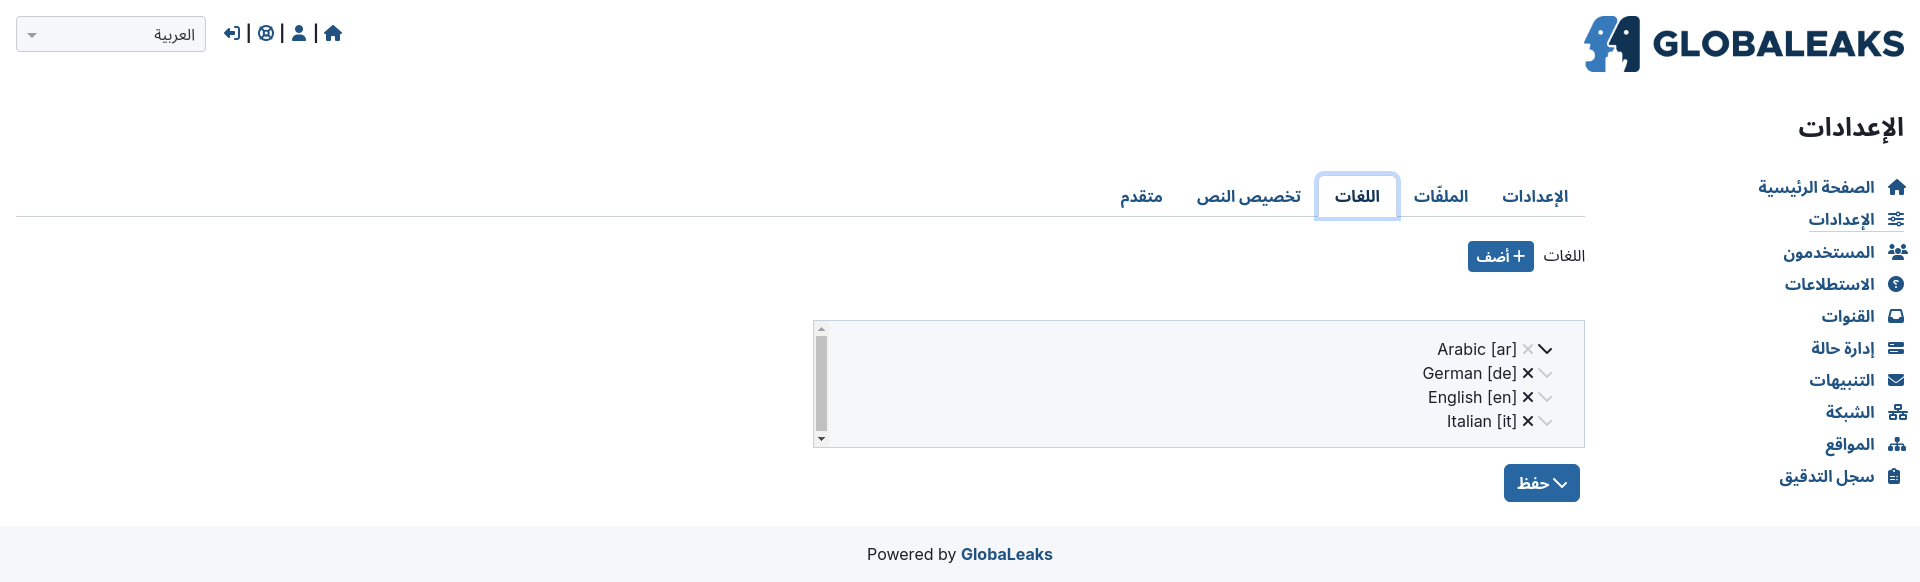 GLOBALEAKS
العربية
الإعدادات
الصفحة الرئيسية
الإعدادات
المستخدمون
الاستطلاعات
القنوات
إدارة حالة
التنبيهات
الشبكة
المواقع
سجل التدقيق
الإعدادات
الملفّات
اللغات
تخصيص النص
متقدم
اللغات
أضف
Arabic [ar]
German [de]
English [en]
Italian [it]
حفظ
Powered by GlobaLeaks